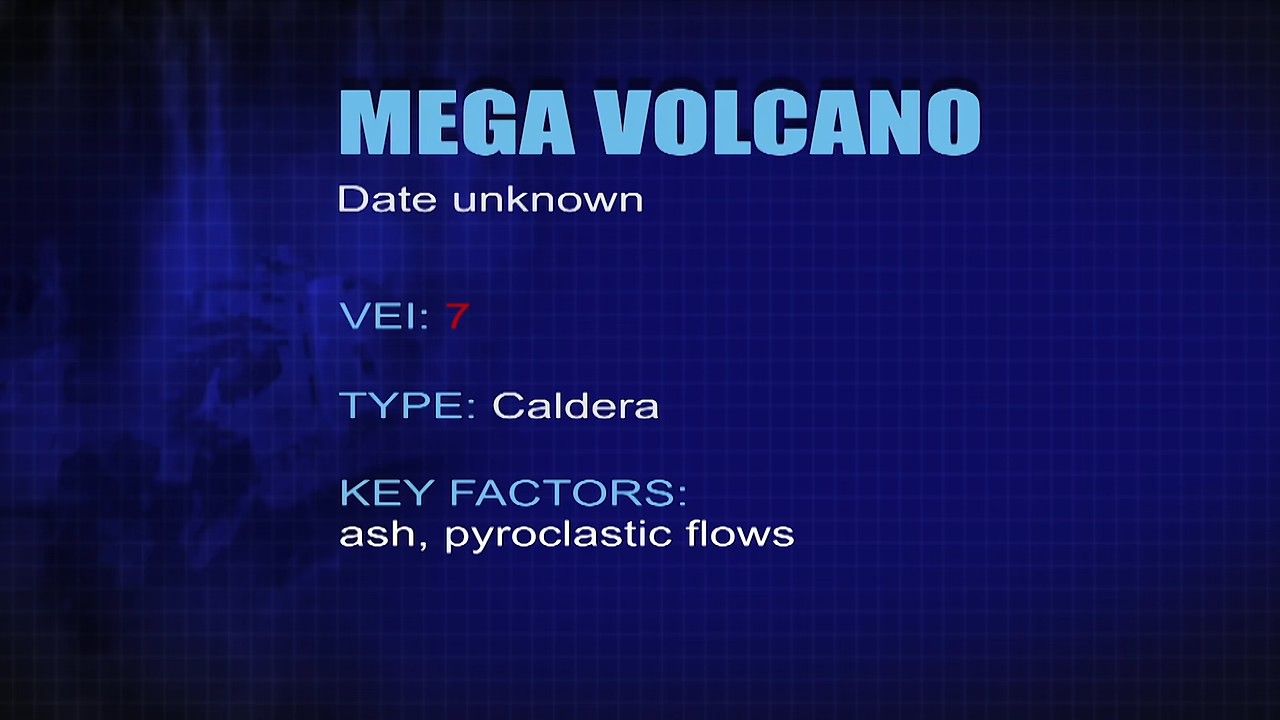 MEGA VOLCANO
Date unknown
VEI: 7
TYPE: Caldera
KEY FACTORS:
ash, pyroclastic flows